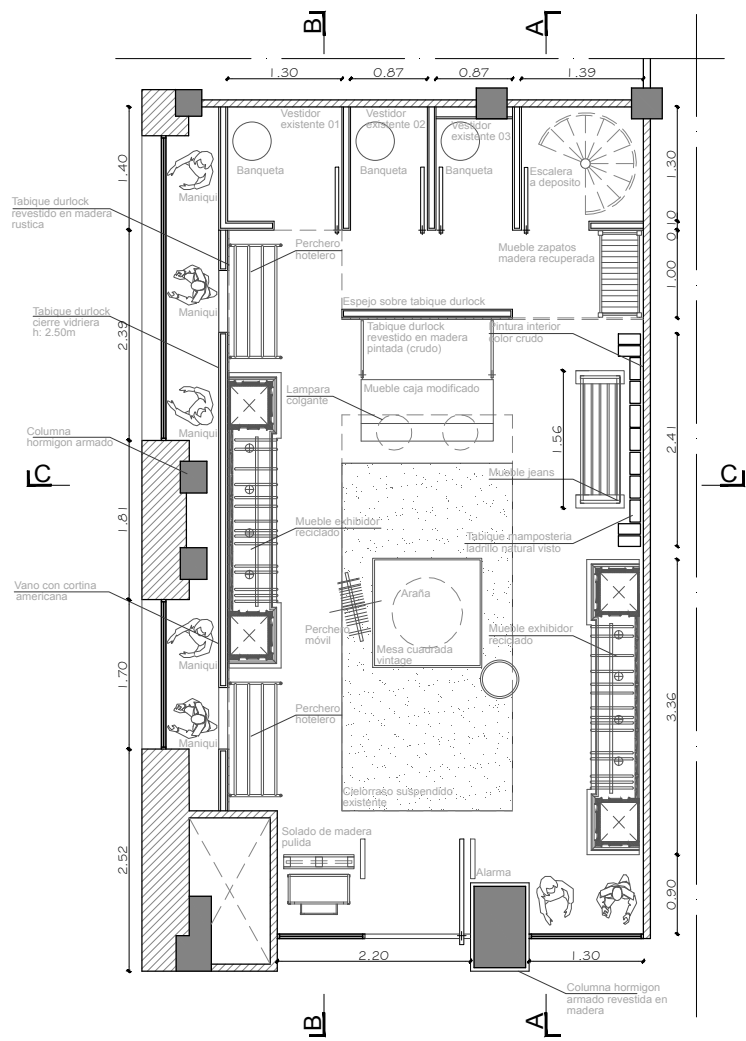 B
A
1.30
0.87
0.87
1.39
Vestidor
existente 01
Vestidor
existente 02
Vestidor
existente 03
Banqueta
Banqueta
Banqueta
Escalera
a deposito
1.40
1.30
0.10
Maniqui
Tabique durlock
revestido en madera
rustica
Perchero
hotelero
Mueble zapatos
madera recuperada
1.00
Maniqui
Espejo sobre tabique durlock
Tabique durlock
cierre vidriera
h: 2.50m
Tabique durlock
revestido en madera
pintada (crudo)
Pintura interior
color crudo
2.39
Lampara
colgante
Mueble caja modificado
Maniqui
Columna
hormigon armado
1.56
2.41
C
C
Mueble jeans
1.81
Mueble exhibidor
reciclado
Tabique mamposteria
ladrillo natural visto
Vano con cortina
americana
Araña
Perchero
móvil
Mueble exhibidor
reciclado
Maniqui
Mesa cuadrada
vintage
1.70
Perchero
hotelero
Maniqui
3.36
Cielorraso suspendido
existente
2.52
Solado de madera
pulida
Alarma
0.90
2.20
1.30
Columna hormigon
armado revestida en
madera
B
A